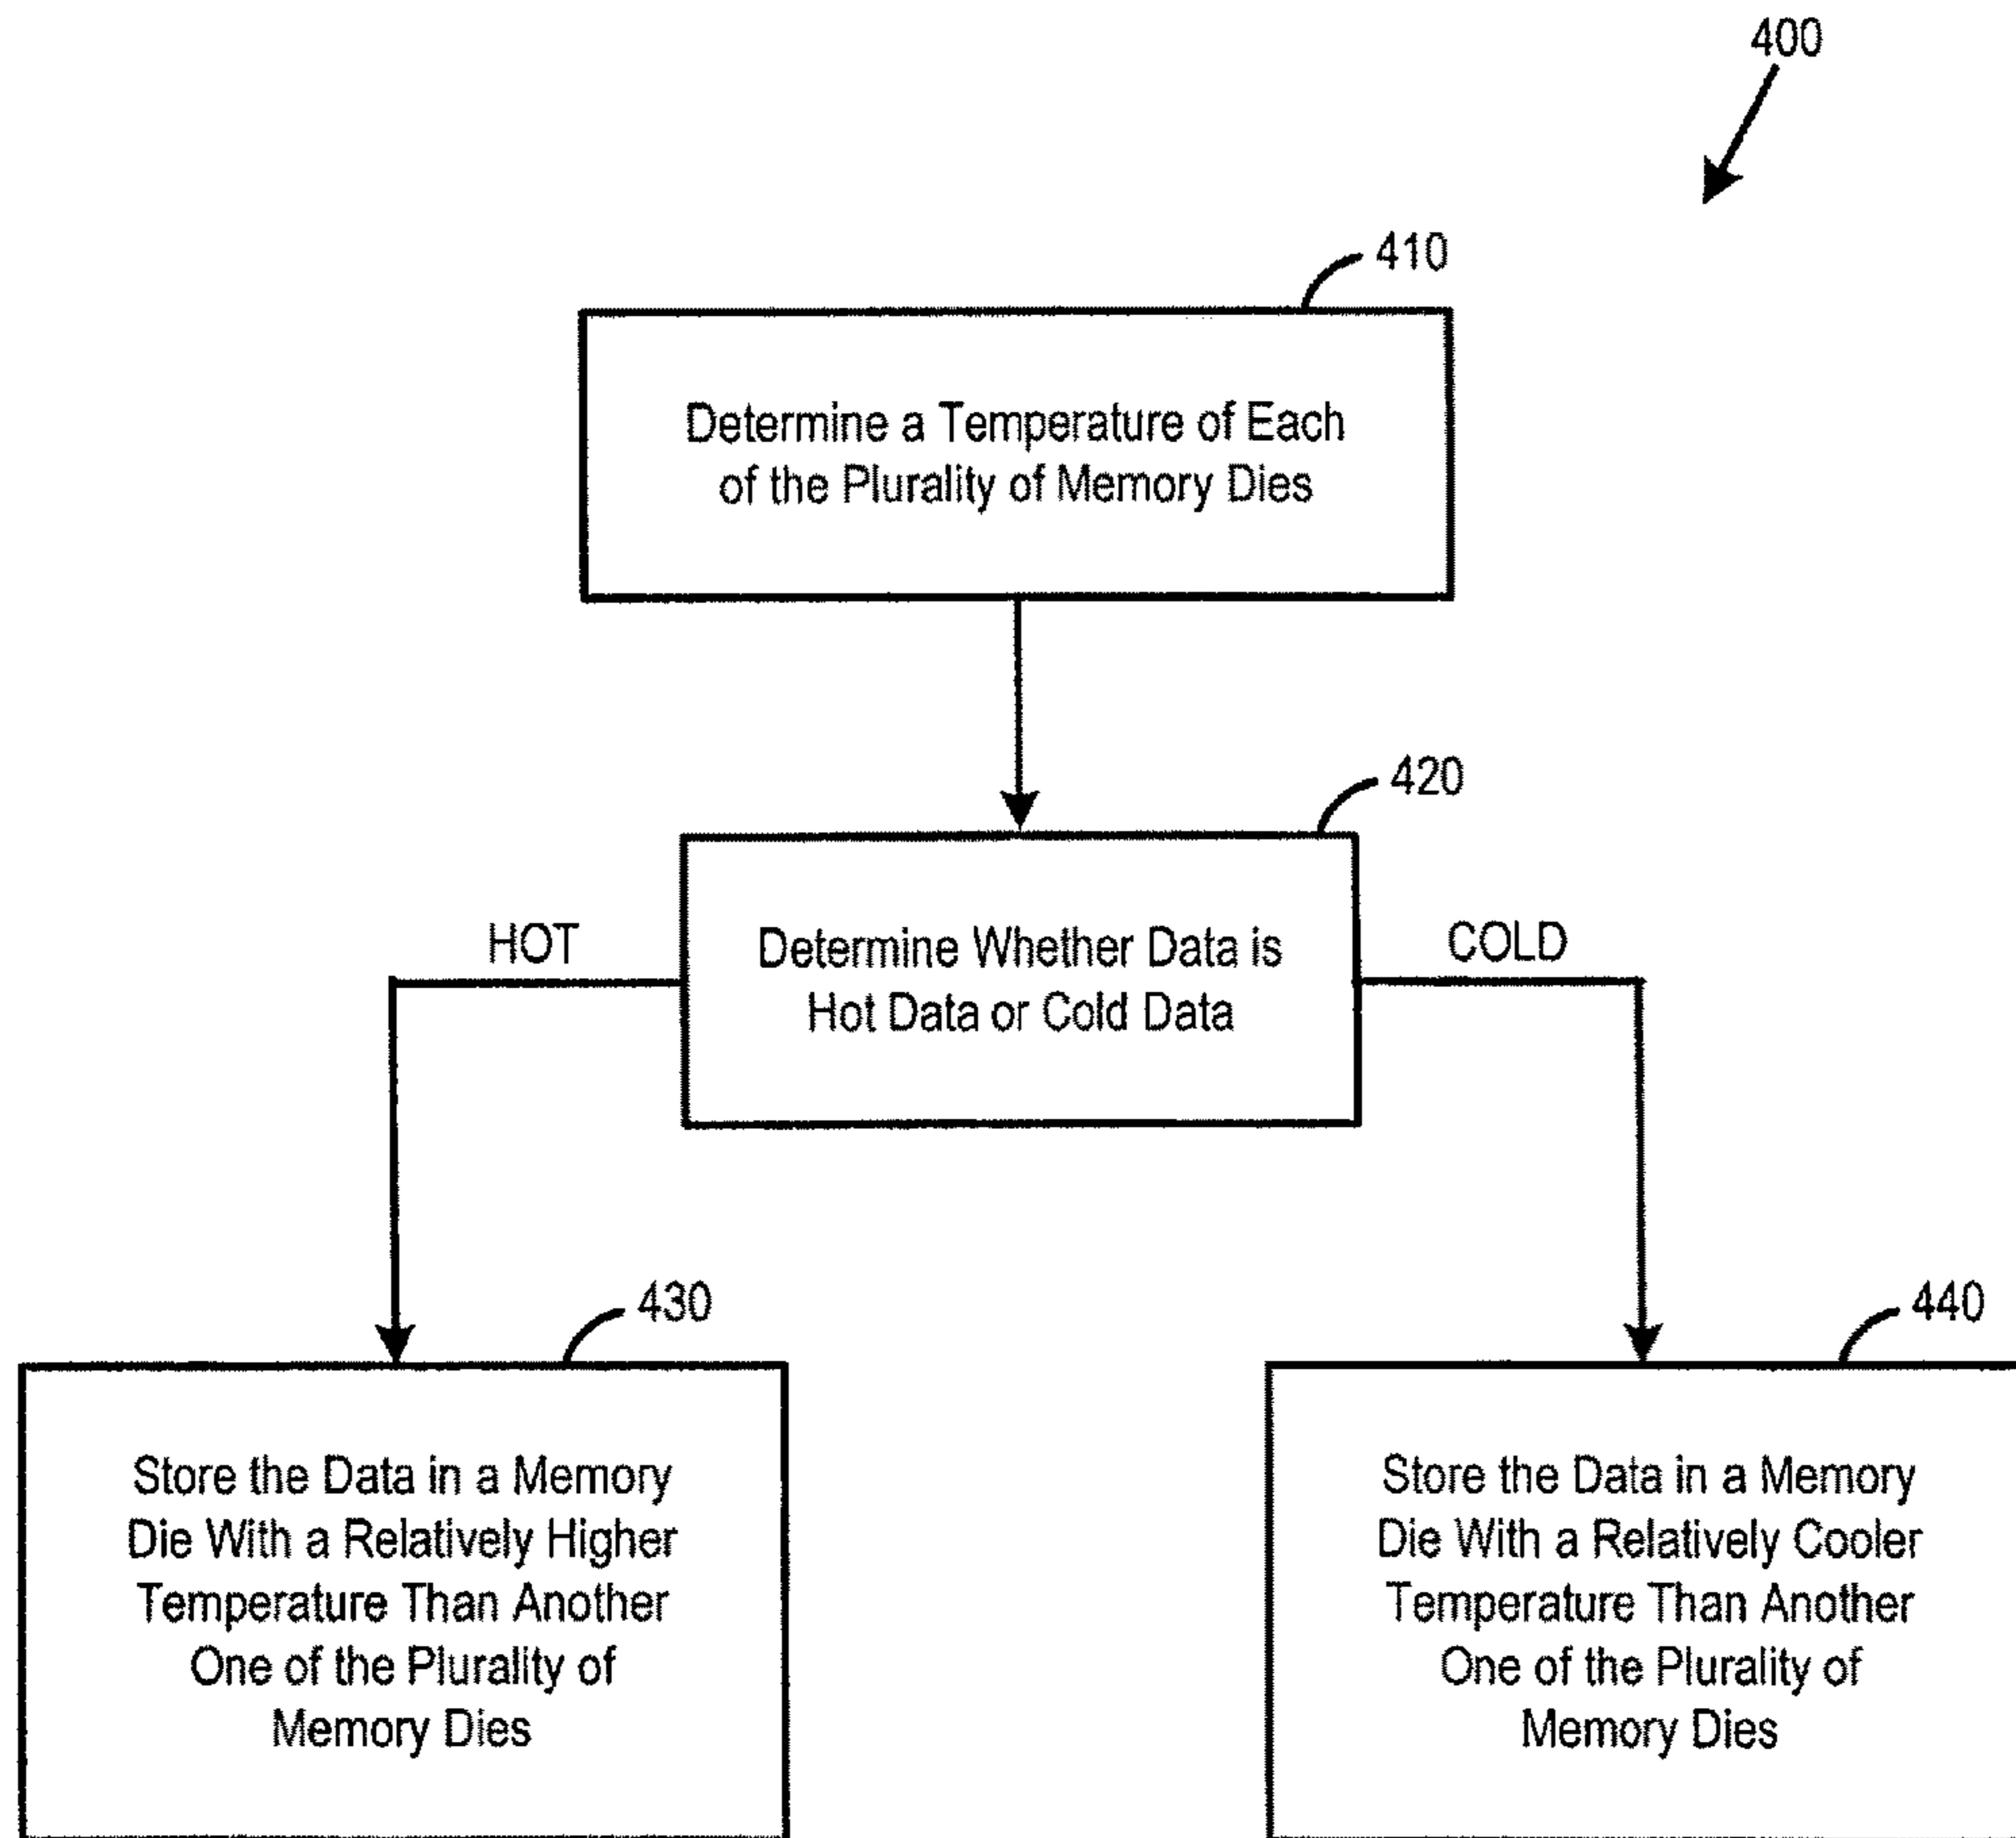 400
410
Determine a Temperature of Each
of the Plurality of Memory Dies
420
HOT
Determine Whether Data is
Hot Data or Cold Data
COLD
430
Store the Data in a Memory
Die With a Relatively Higher
Temperature Than Another
One of the Plurality of
Memory Dies
440
Store the Data in a Memory
Die With a Relatively Cooler
Temperature Than Another
One of the Plurality of
Memory Dies